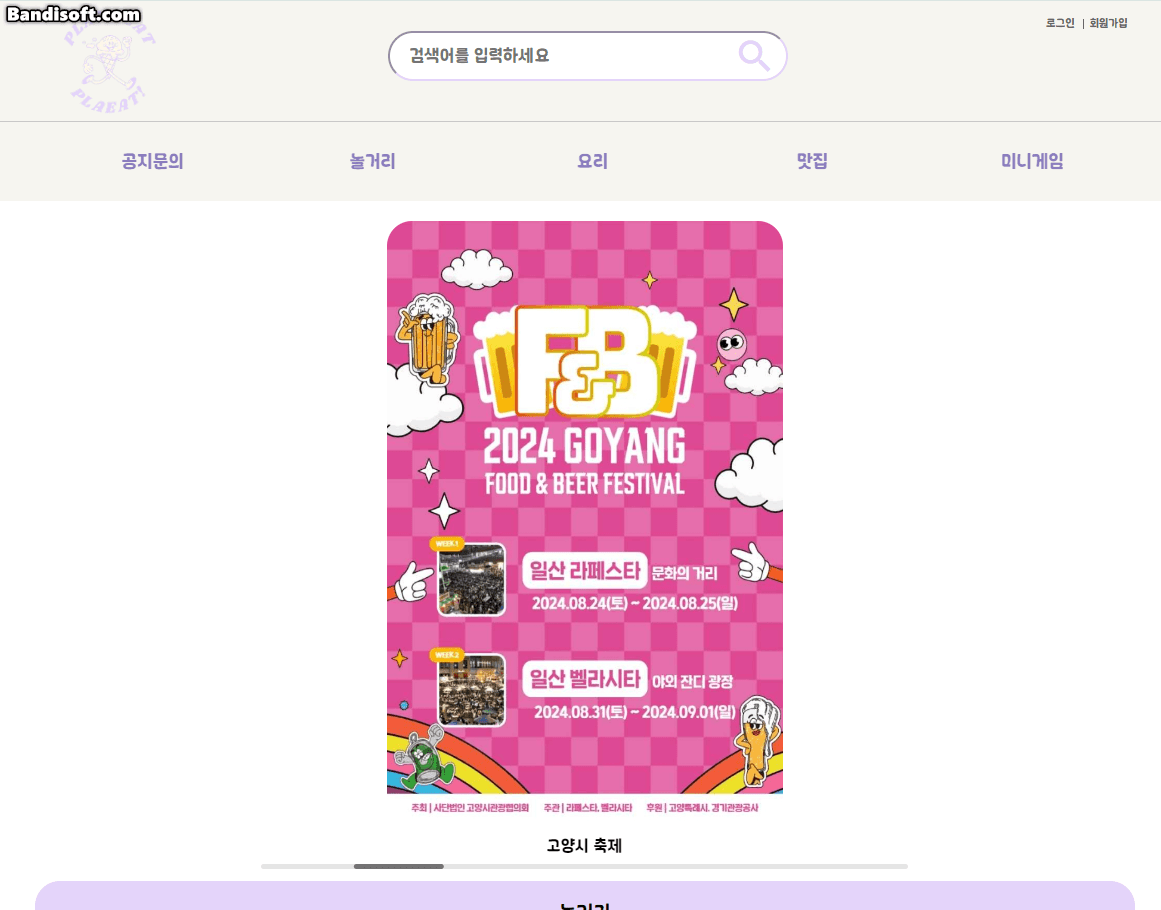 Bandisoft.com
로그인 | 회원가입
PLAEAT!
검색어를 입력하세요
공지문의 놀거리 요리 맛집 미니게임
F&B
2024 GOYANG
FOOD & BEER FESTIVAL
WEEK 1
일산 라페스타 문화의 거리
2024.08.24(토) ~ 2024.08.25(일)
WEEK 2
일산 벨라시타 야외 잔디 광장
2024.08.31(토) ~ 2024.09.01(일)
주최 | 사단법인 고양시관광협의회 주관 | 라페스타, 벨라시타 후원 | 고양특례시, 경기관광공사
고양시 축제
놀거리